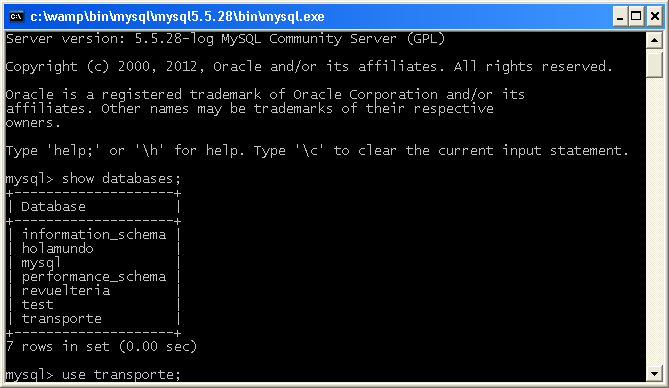 c:\wamp\bin\mysql\mysql5.5.28\bin\mysql.exe
Server version: 5.5.28-log MySQL Community Server (GPL)
Copyright (c) 2000, 2012, Oracle and/or its affiliates. All rights reserved.
Oracle is a registered trademark of Oracle Corporation and/or its
affiliates. Other names may be trademarks of their respective
owners.
Type 'help;' or '\h' for help. Type '\c' to clear the current input statement.
mysql> show databases;
+--------------------+
| Database           |
+--------------------+
| information_schema |
| holamundo          |
| mysql              |
| performance_schema |
| revuelteria        |
| test               |
| transporte         |
+--------------------+
7 rows in set (0.00 sec)
mysql> use transporte;